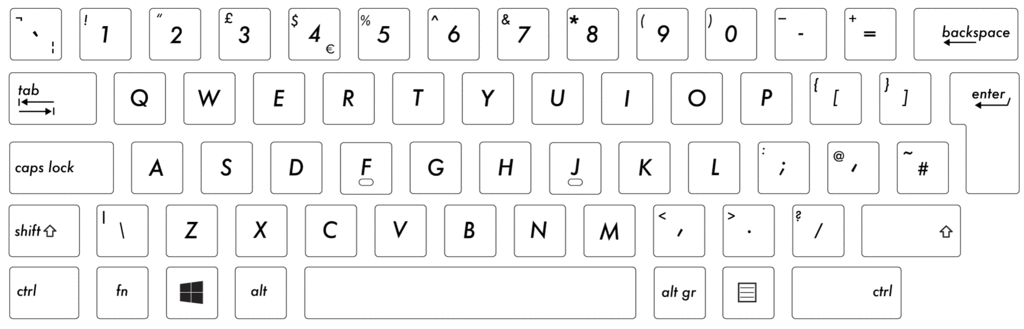 ¬ ` ¦ ! 1 " 2 £ 3 $ 4 € % 5 ^ 6 & 7 * 8 ( 9 ) 0 – - + = backspace
tab Q W E R T Y U I O P { [ } ] enter
caps lock A S D F G H J K L : ; @ ' ~ #
shift | \ Z X C V B N M < , > . ? /
ctrl fn alt alt gr ctrl